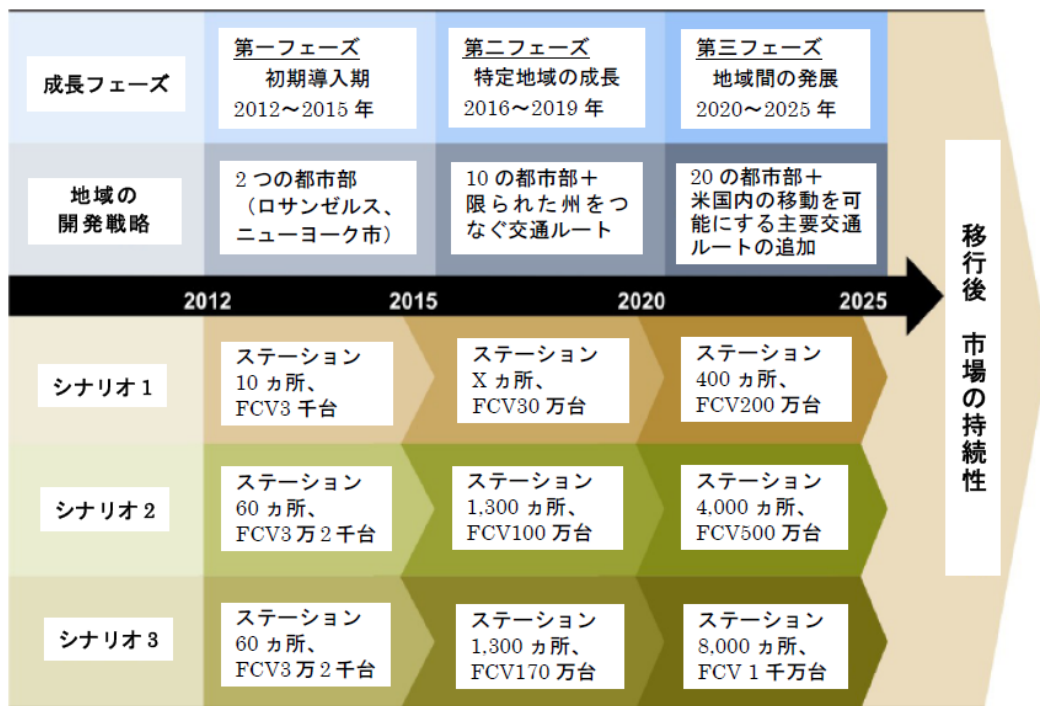 成長フェーズ
第一フェーズ
初期導入期
2012～2015 年
第二フェーズ
特定地域の成長
2016～2019 年
第三フェーズ
地域間の発展
2020～2025 年
地域の
開発戦略
2 つの都市部
（ロサンゼルス、
ニューヨーク市）
10 の都市部＋
限られた州をつ
なぐ交通ルート
20 の都市部＋
米国内の移動を可
能にする主要交通
ルートの追加
2012
2015
2020
2025
シナリオ 1
ステーション
10 ヵ所、
FCV3 千台
ステーション
X ヵ所、
FCV30 万台
ステーション
400 ヵ所、
FCV200 万台
シナリオ 2
ステーション
60 ヵ所、
FCV3 万 2 千台
ステーション
1,300 ヵ所、
FCV100 万台
ステーション
4,000 ヵ所、
FCV500 万台
シナリオ 3
ステーション
60 ヵ所、
FCV3 万 2 千台
ステーション
1,300 ヵ所、
FCV170 万台
ステーション
8,000 ヵ所、
FCV 1 千万台
移行後　市場の持続性